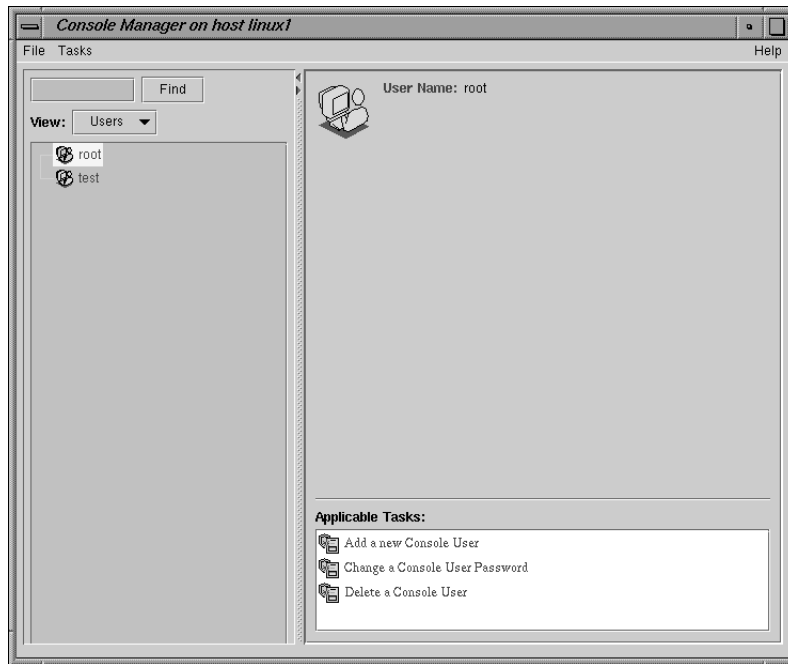 Console Manager on host linux1
File Tasks Help
Find
View: Users
root
test
User Name: root
Applicable Tasks:
Add a new Console User
Change a Console User Password
Delete a Console User